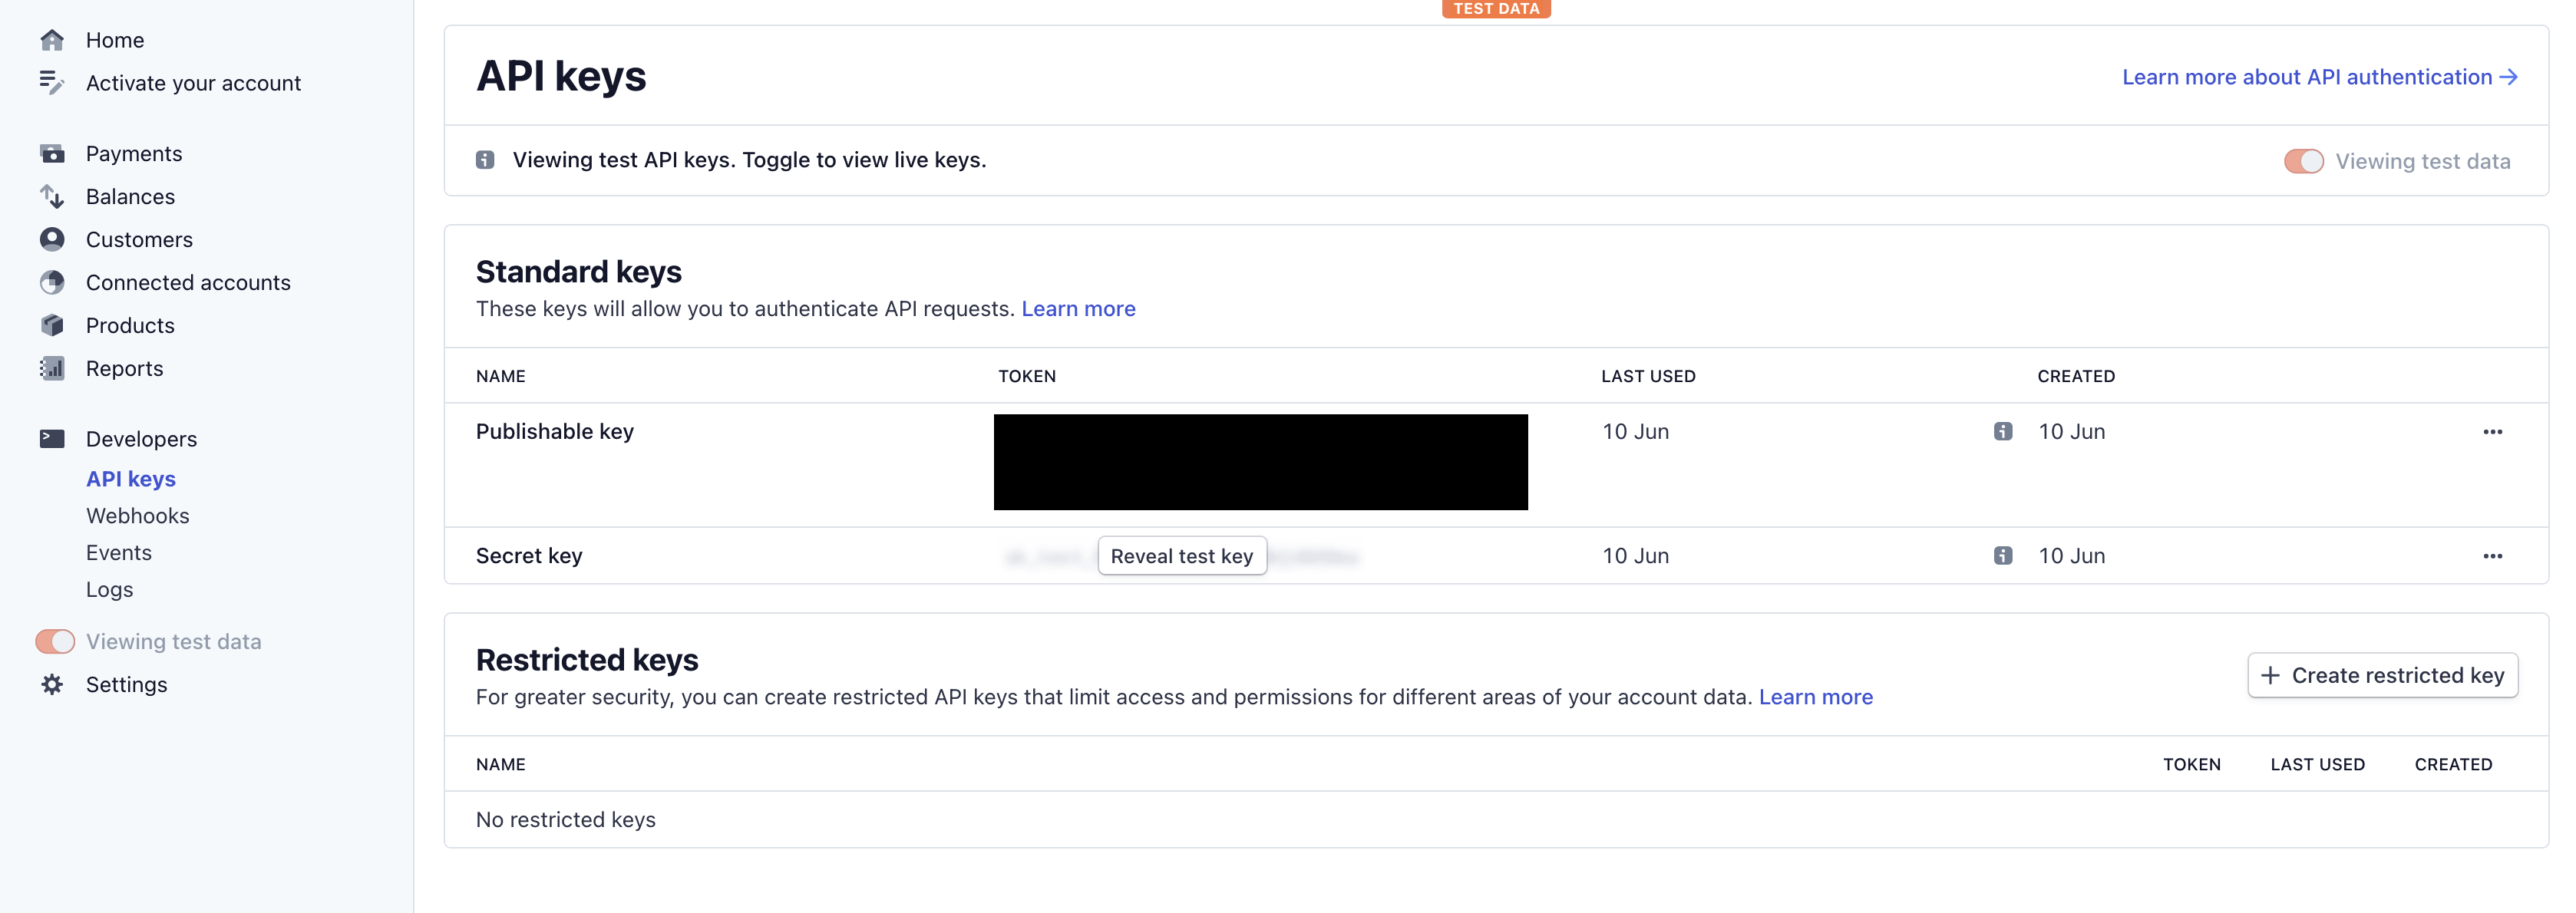 Home
Activate your account
Payments
Balances
Customers
Connected accounts
Products
Reports
Developers
API keys
Webhooks
Events
Logs
Viewing test data
Settings
TEST DATA
API keys
Learn more about API authentication →
Viewing test API keys. Toggle to view live keys.
Viewing test data
Standard keys
These keys will allow you to authenticate API requests. Learn more
NAME TOKEN LAST USED CREATED
Publishable key 10 Jun 10 Jun
Secret key Reveal test key 10 Jun 10 Jun
Restricted keys
For greater security, you can create restricted API keys that limit access and permissions for different areas of your account data. Learn more
+ Create restricted key
NAME TOKEN LAST USED CREATED
No restricted keys